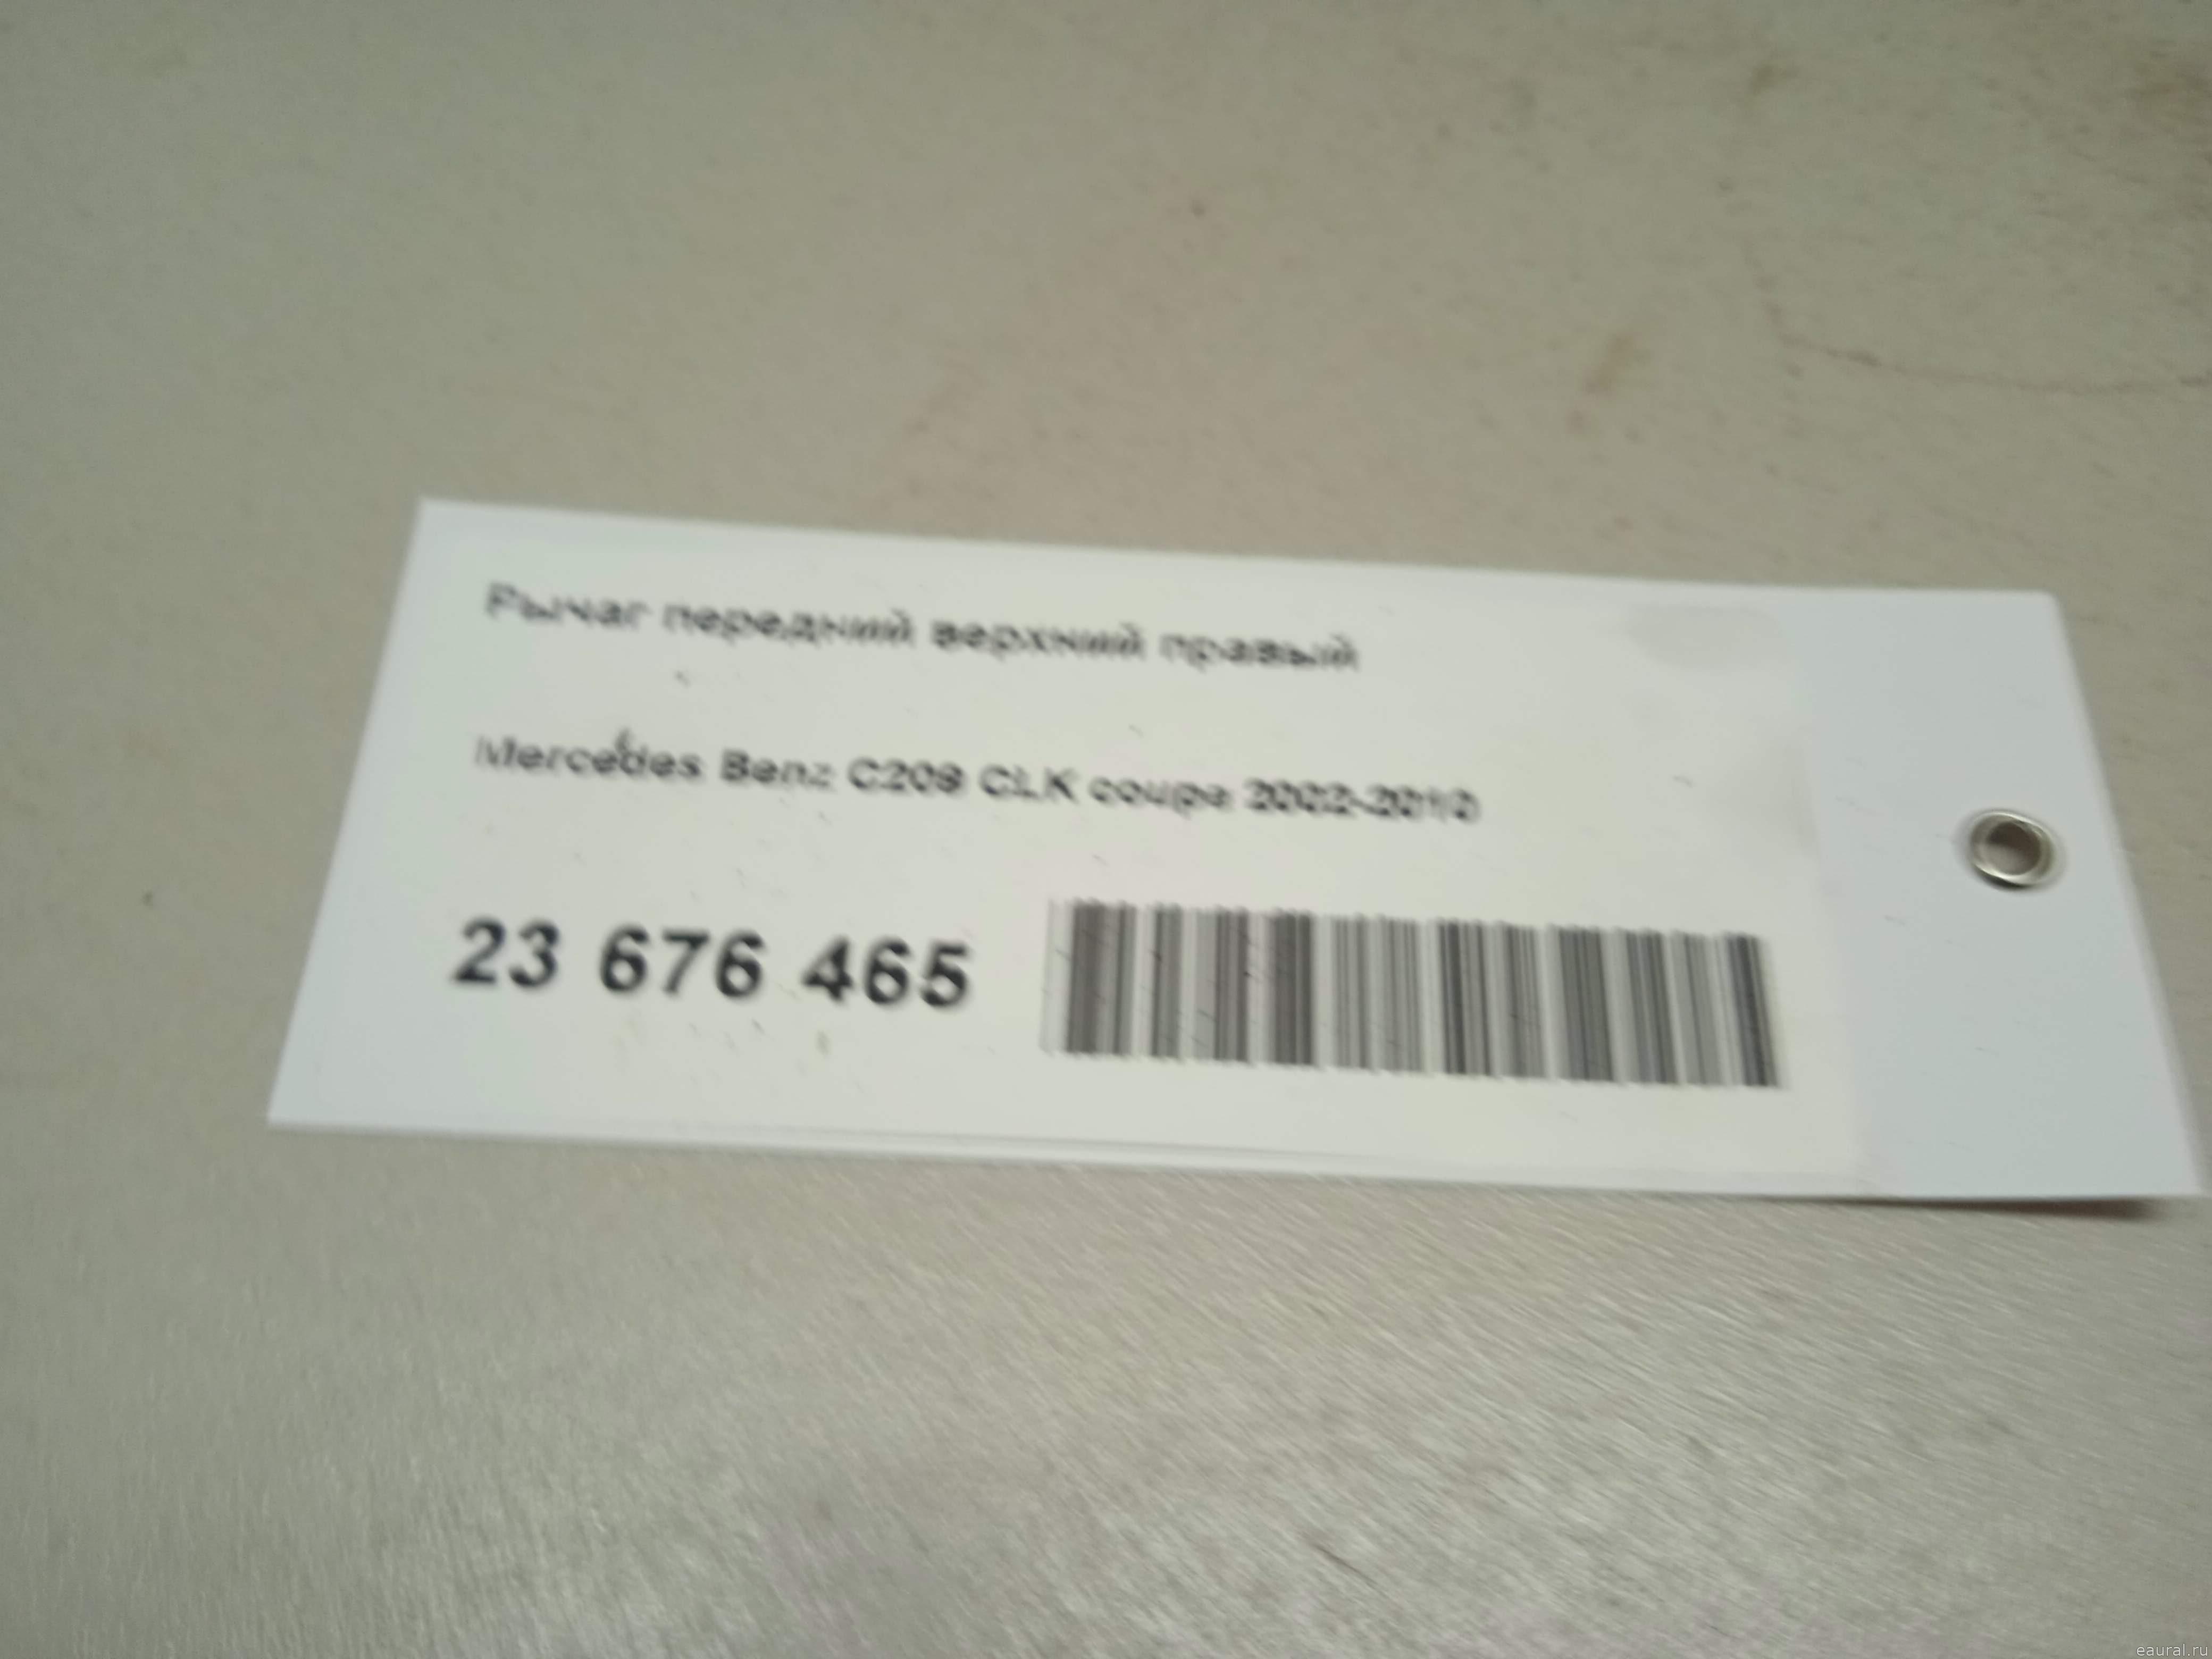 Рычаг передний верхний правый
Mercedes Benz C209 CLK coupe 2002-2010
23 676 465
eaural.ru